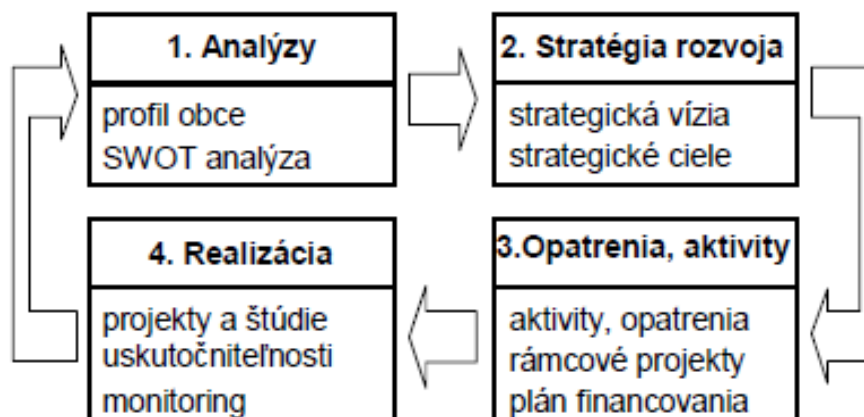 1. Analýzy
profil obce
SWOT analýza
2. Stratégia rozvoja
strategická vízia
strategické ciele
3.Opatrenia, aktivity
aktivity, opatrenia
rámcové projekty
plán financovania
4. Realizácia
projekty a štúdie
uskutočniteľnosti
monitoring